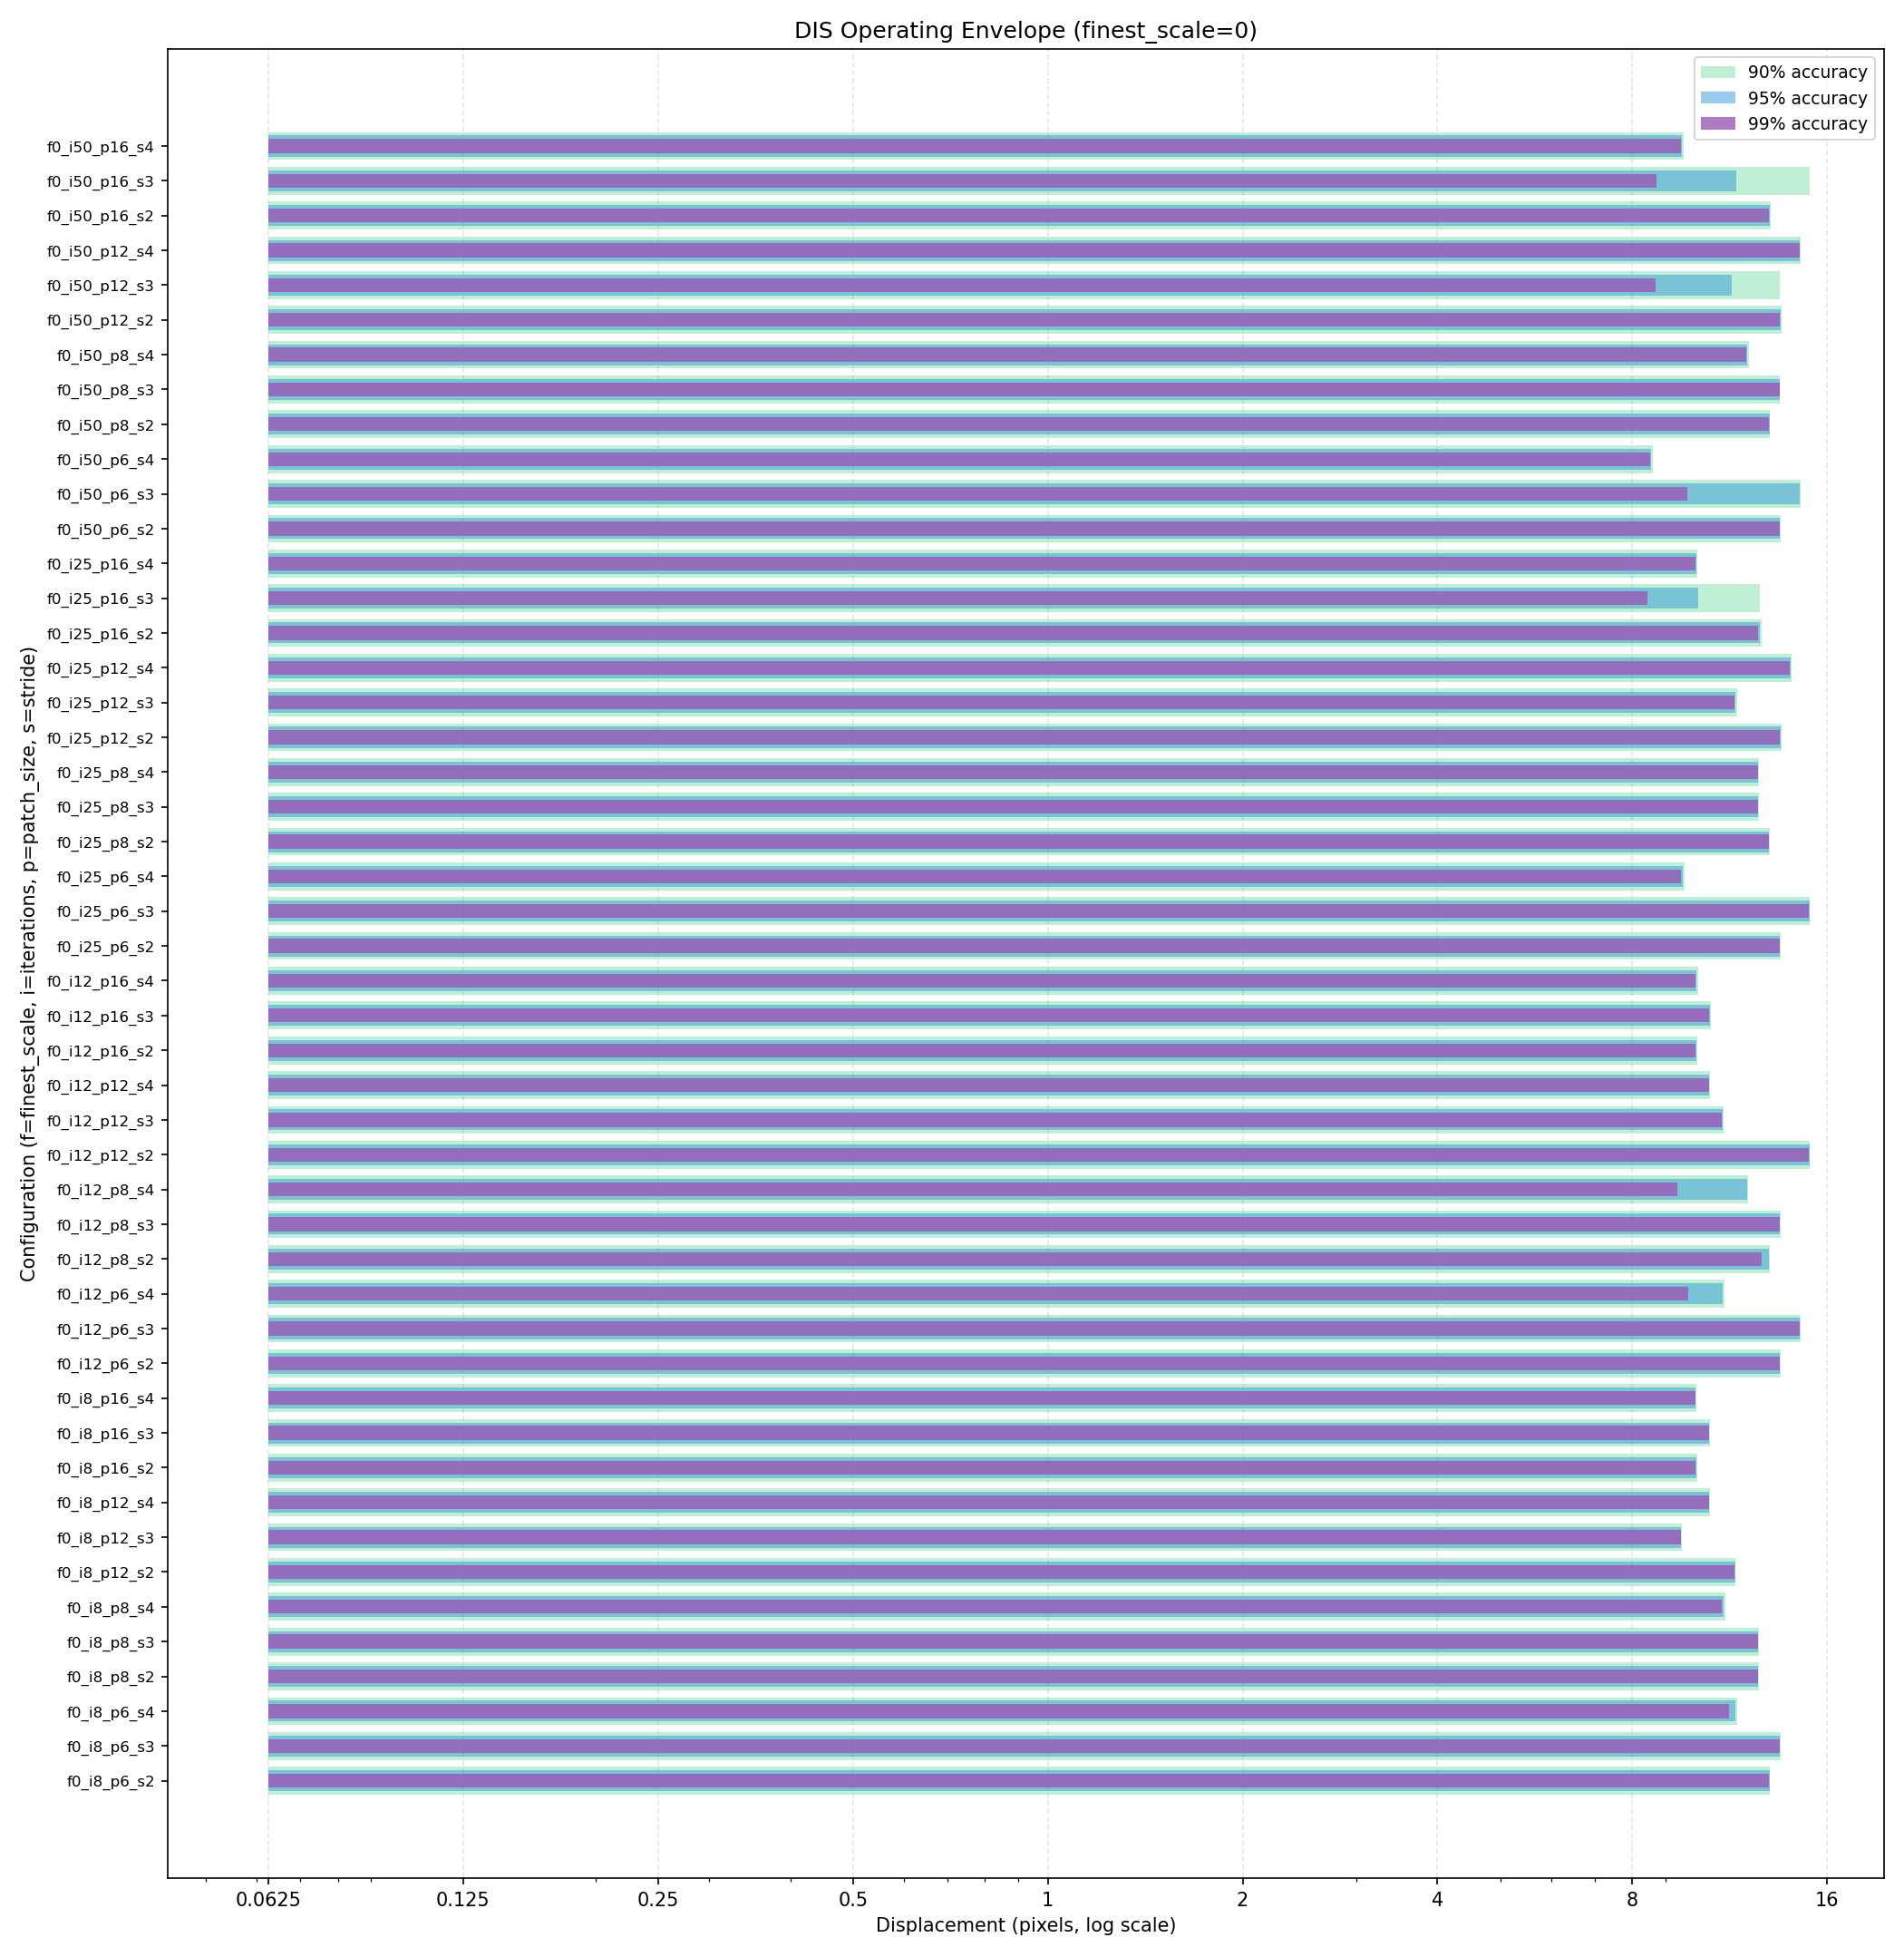 DIS Operating Envelope (finest_scale=0)
90% accuracy
95% accuracy
99% accuracy
Configuration (f=finest_scale, i=iterations, p=patch_size, s=stride)
f0_i50_p16_s4
f0_i50_p16_s3
f0_i50_p16_s2
f0_i50_p12_s4
f0_i50_p12_s3
f0_i50_p12_s2
f0_i50_p8_s4
f0_i50_p8_s3
f0_i50_p8_s2
f0_i50_p6_s4
f0_i50_p6_s3
f0_i50_p6_s2
f0_i25_p16_s4
f0_i25_p16_s3
f0_i25_p16_s2
f0_i25_p12_s4
f0_i25_p12_s3
f0_i25_p12_s2
f0_i25_p8_s4
f0_i25_p8_s3
f0_i25_p8_s2
f0_i25_p6_s4
f0_i25_p6_s3
f0_i25_p6_s2
f0_i12_p16_s4
f0_i12_p16_s3
f0_i12_p16_s2
f0_i12_p12_s4
f0_i12_p12_s3
f0_i12_p12_s2
f0_i12_p8_s4
f0_i12_p8_s3
f0_i12_p8_s2
f0_i12_p6_s4
f0_i12_p6_s3
f0_i12_p6_s2
f0_i8_p16_s4
f0_i8_p16_s3
f0_i8_p16_s2
f0_i8_p12_s4
f0_i8_p12_s3
f0_i8_p12_s2
f0_i8_p8_s4
f0_i8_p8_s3
f0_i8_p8_s2
f0_i8_p6_s4
f0_i8_p6_s3
f0_i8_p6_s2
0.0625 0.125 0.25 0.5 1 2 4 8 16
Displacement (pixels, log scale)